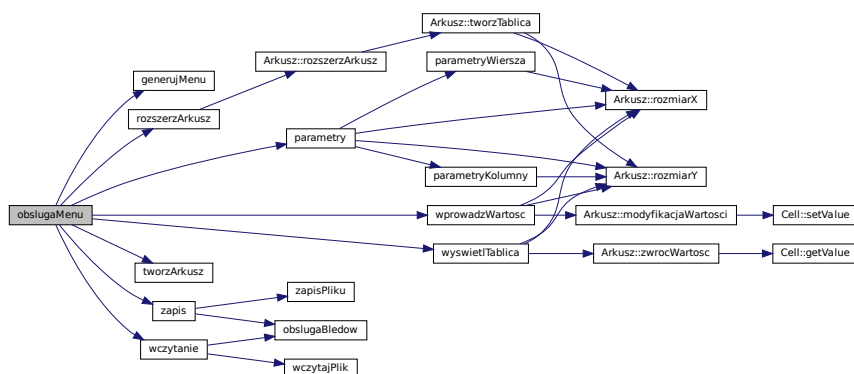 Arkusz::tworzTablica
Arkusz::rozszerzArkusz
parametryWiersza
generujMenu
Arkusz::rozmiarX
rozszerzArkusz
parametry
parametryKolumny
Arkusz::rozmiarY
obslugaMenu
wprowadzWartosc
Arkusz::modyfikacjaWartosci
Cell::setValue
wyswietlTablica
Arkusz::zwrocWartosc
Cell::getValue
tworzArkusz
zapisPliku
zapis
obslugaBledow
wczytanie
wczytajPlik